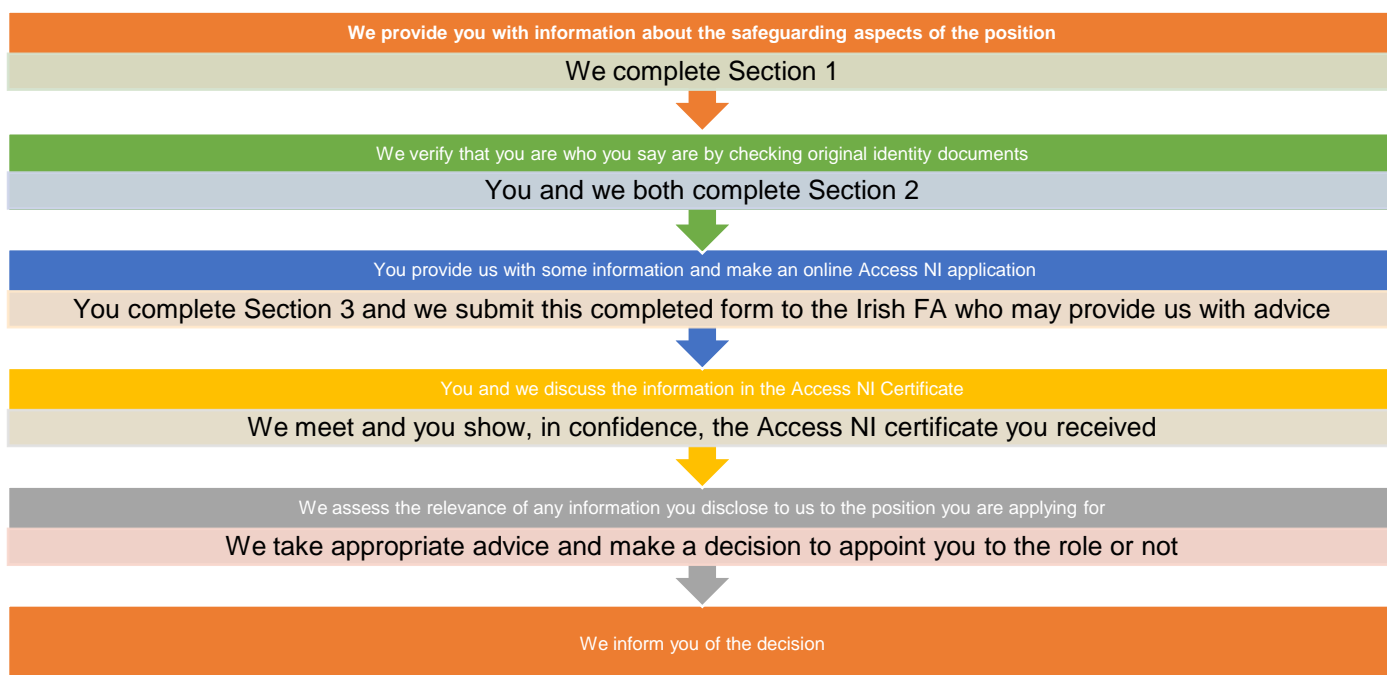 We provide you with information about the safeguarding aspects of the position
We complete Section 1
We verify that you are who you say are by checking original identity documents
You and we both complete Section 2
You provide us with some information and make an online Access NI application
You complete Section 3 and we submit this completed form to the Irish FA who may provide us with advice
You and we discuss the information in the Access NI Certificate
We meet and you show, in confidence, the Access NI certificate you received
We assess the relevance of any information you disclose to us to the position you are applying for
We take appropriate advice and make a decision to appoint you to the role or not
We inform you of the decision